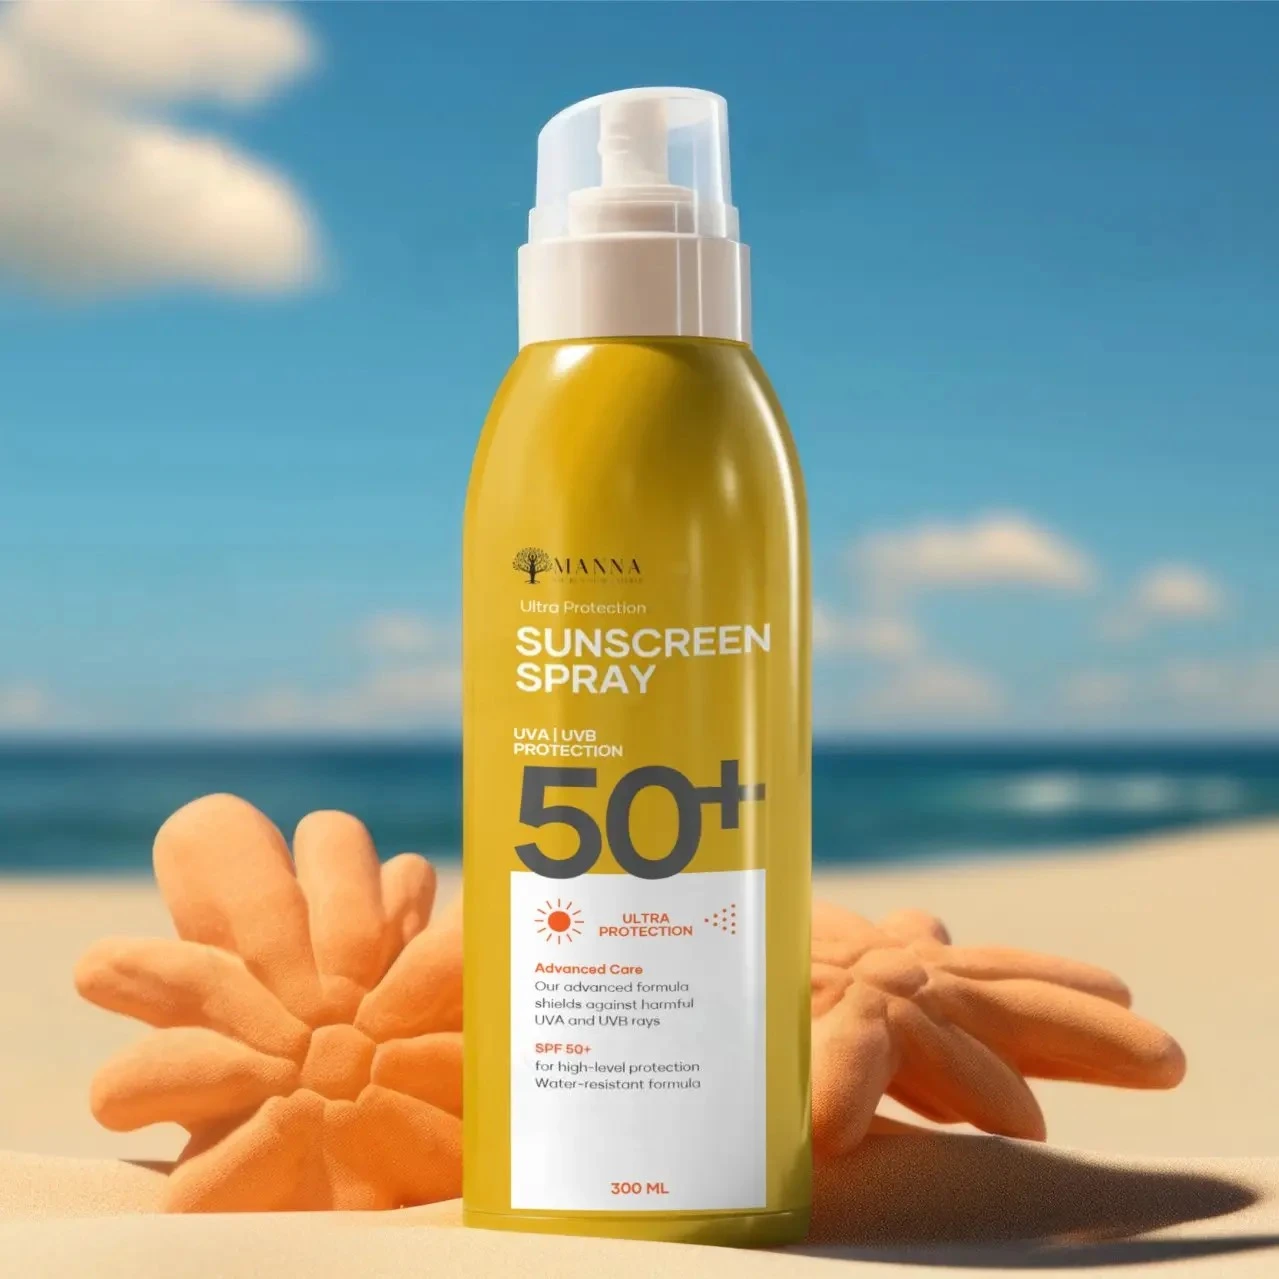 MANNA
Ultra Protection
SUNSCREEN
SPRAY
UVA | UVB
PROTECTION
50+
ULTRA
PROTECTION
Advanced Care
Our advanced formula
shields against harmful
UVA and UVB rays
SPF 50+
for high-level protection
Water-resistant formula
300 ML